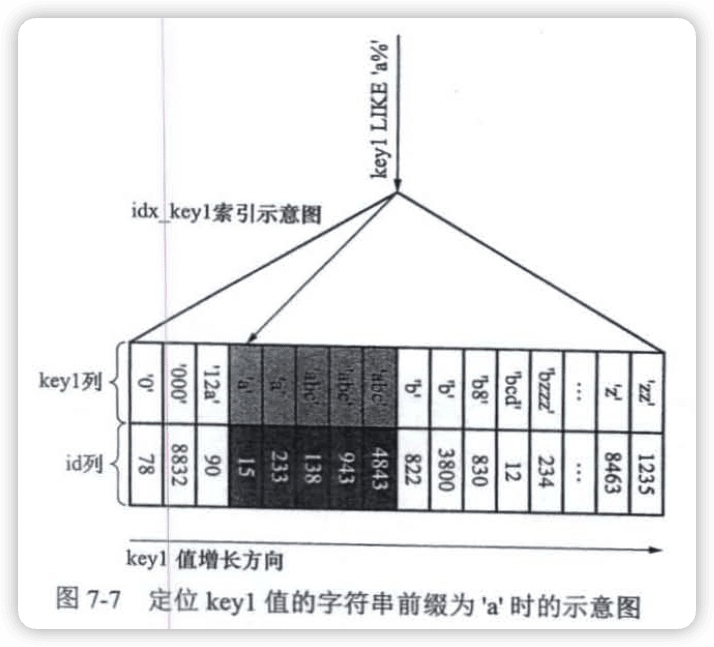 key1 LIKE 'a%'
idx_key1索引示意图
key1列 '0' '000' '12a' 'a' 'a' 'abc' 'abc' 'abc' 'b' 'b' 'b8' 'bcd' 'bzzz' … 'z' 'zz'
id列 78 8832 90 15 233 138 943 4843 822 3800 830 12 234 … 8463 1235
key1 值增长方向
图 7-7 定位 key1 值的字符串前缀为 'a' 时的示意图